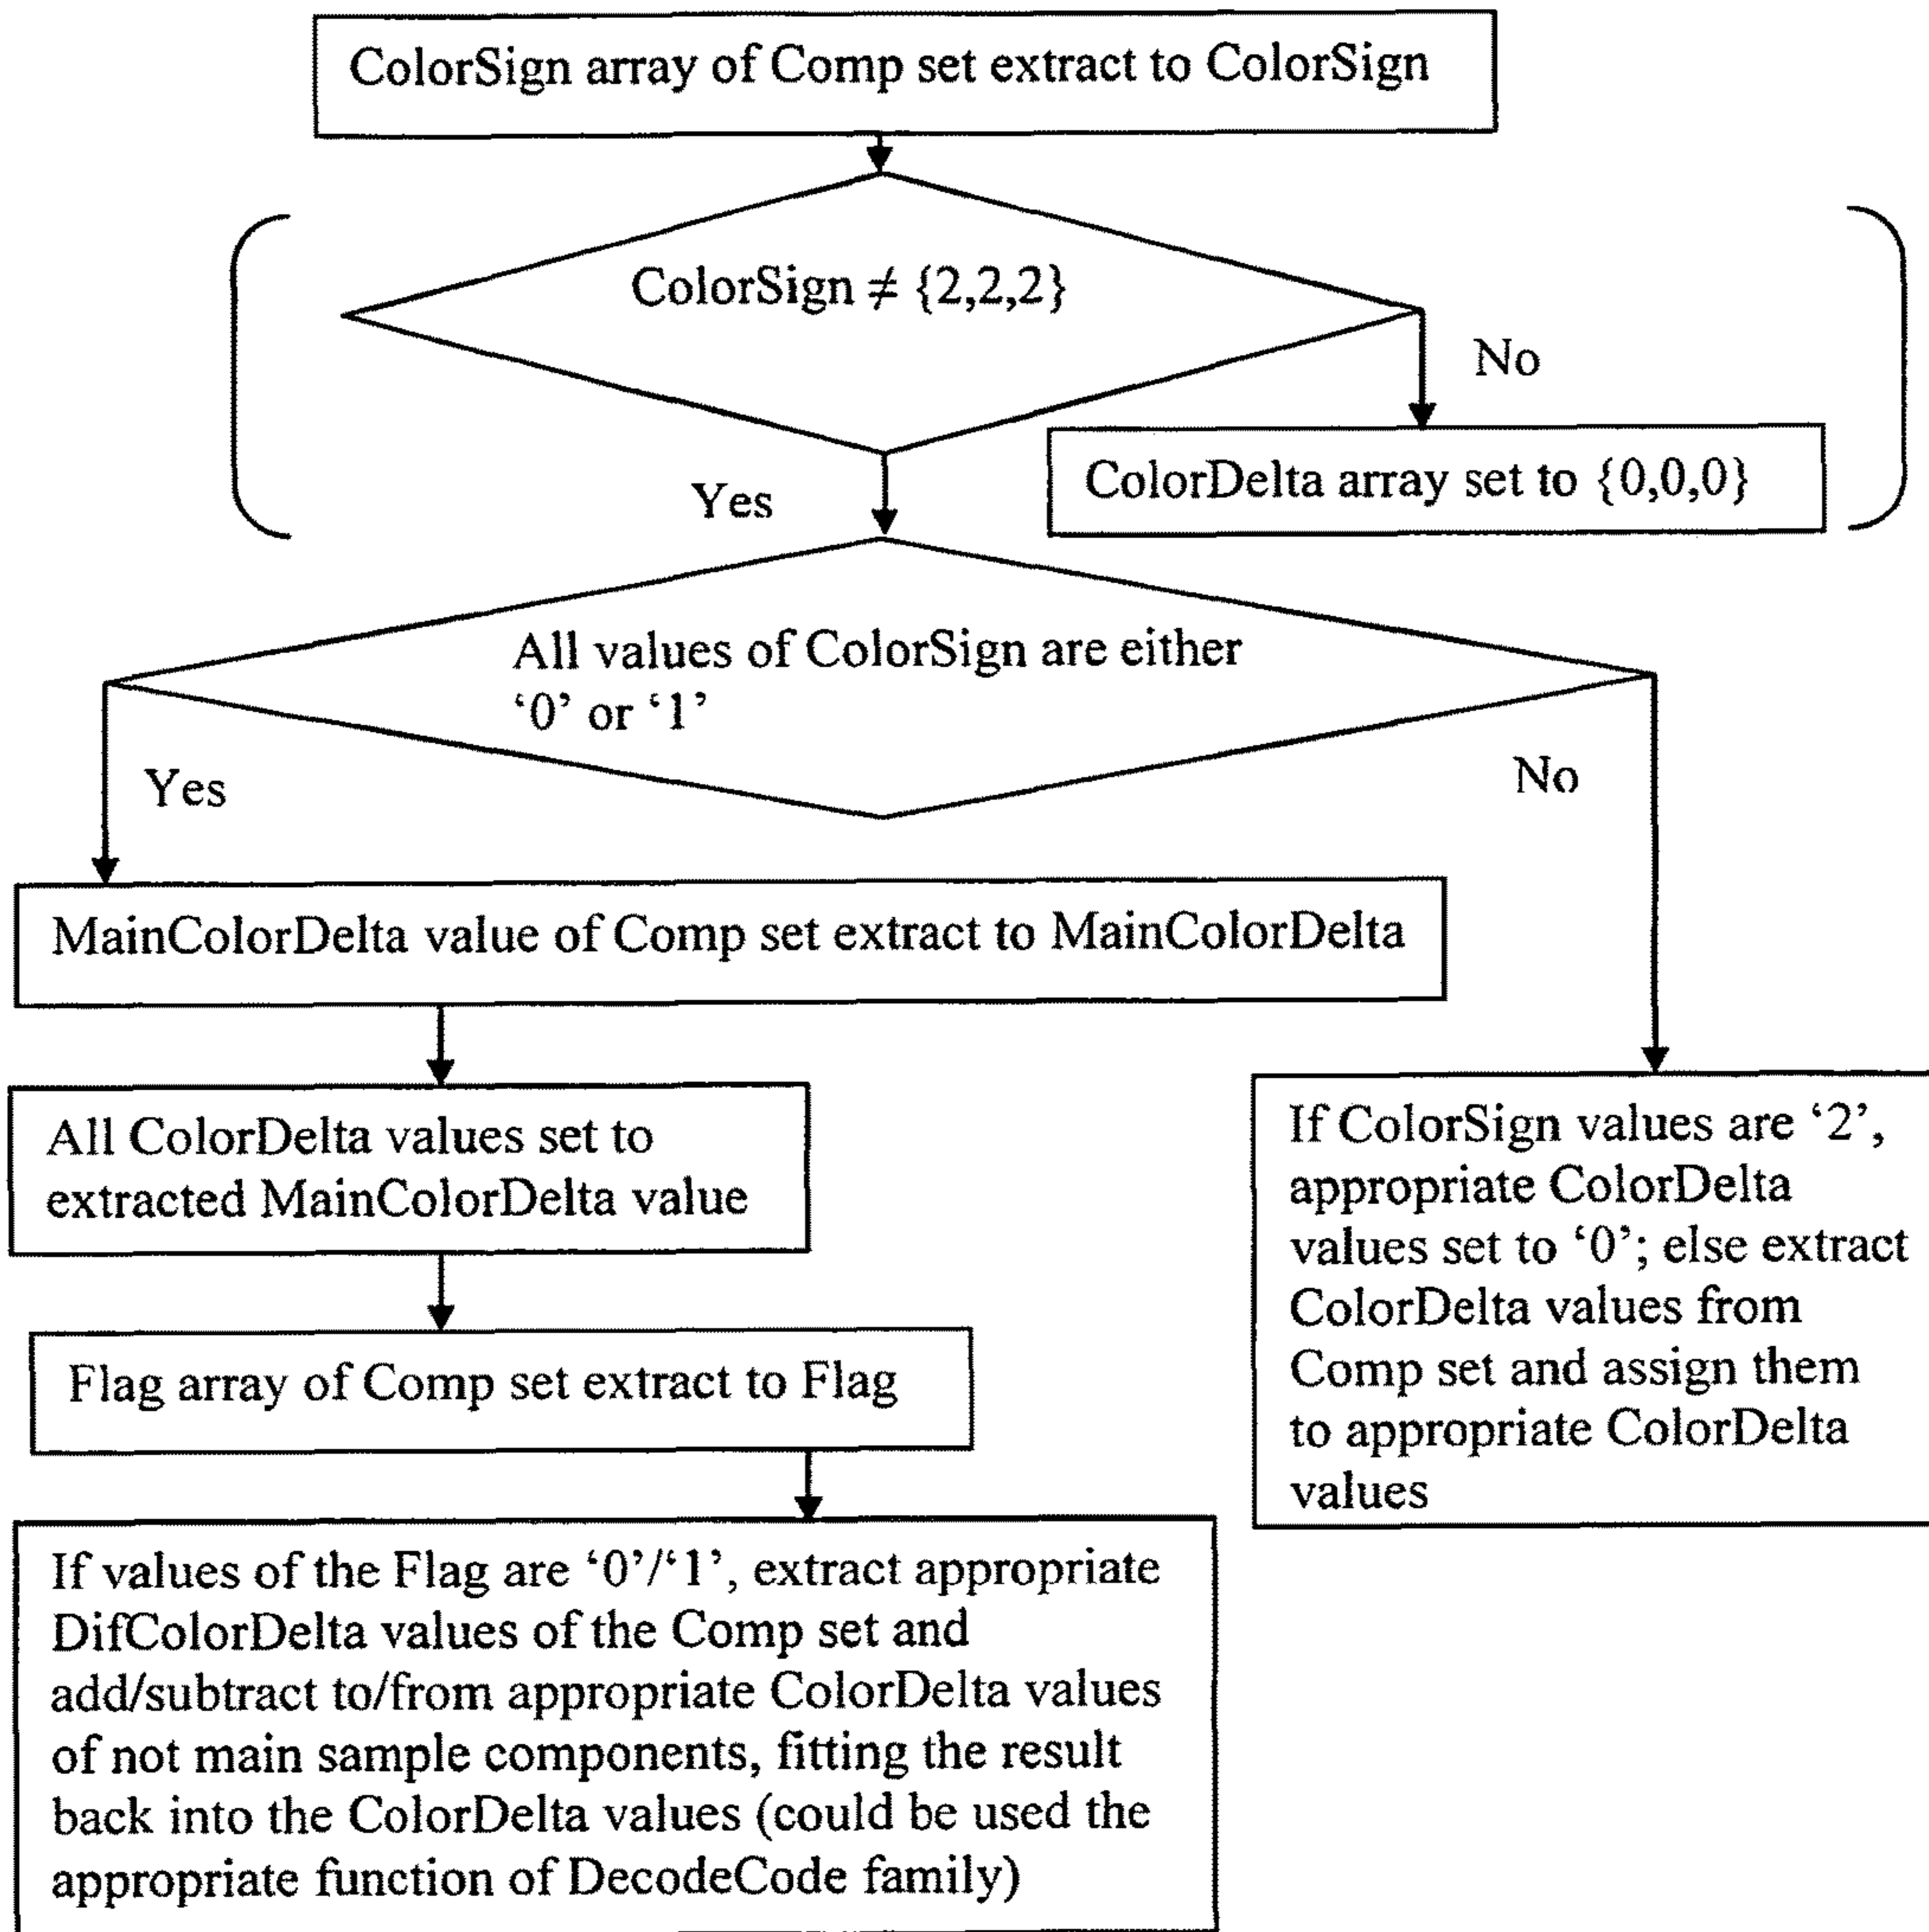 ColorSign array of Comp set extract to ColorSign
ColorSign ≠ {2,2,2}
No
ColorDelta array set to {0,0,0}
Yes
All values of ColorSign are either
‘0’ or ‘1’
Yes
No
MainColorDelta value of Comp set extract to MainColorDelta
All ColorDelta values set to
extracted MainColorDelta value
Flag array of Comp set extract to Flag
If values of the Flag are ‘0’/‘1’, extract appropriate
DifColorDelta values of the Comp set and
add/subtract to/from appropriate ColorDelta values
of not main sample components, fitting the result
back into the ColorDelta values (could be used the
appropriate function of DecodeCode family)
If ColorSign values are ‘2’,
appropriate ColorDelta
values set to ‘0’; else extract
ColorDelta values from
Comp set and assign them
to appropriate ColorDelta
values